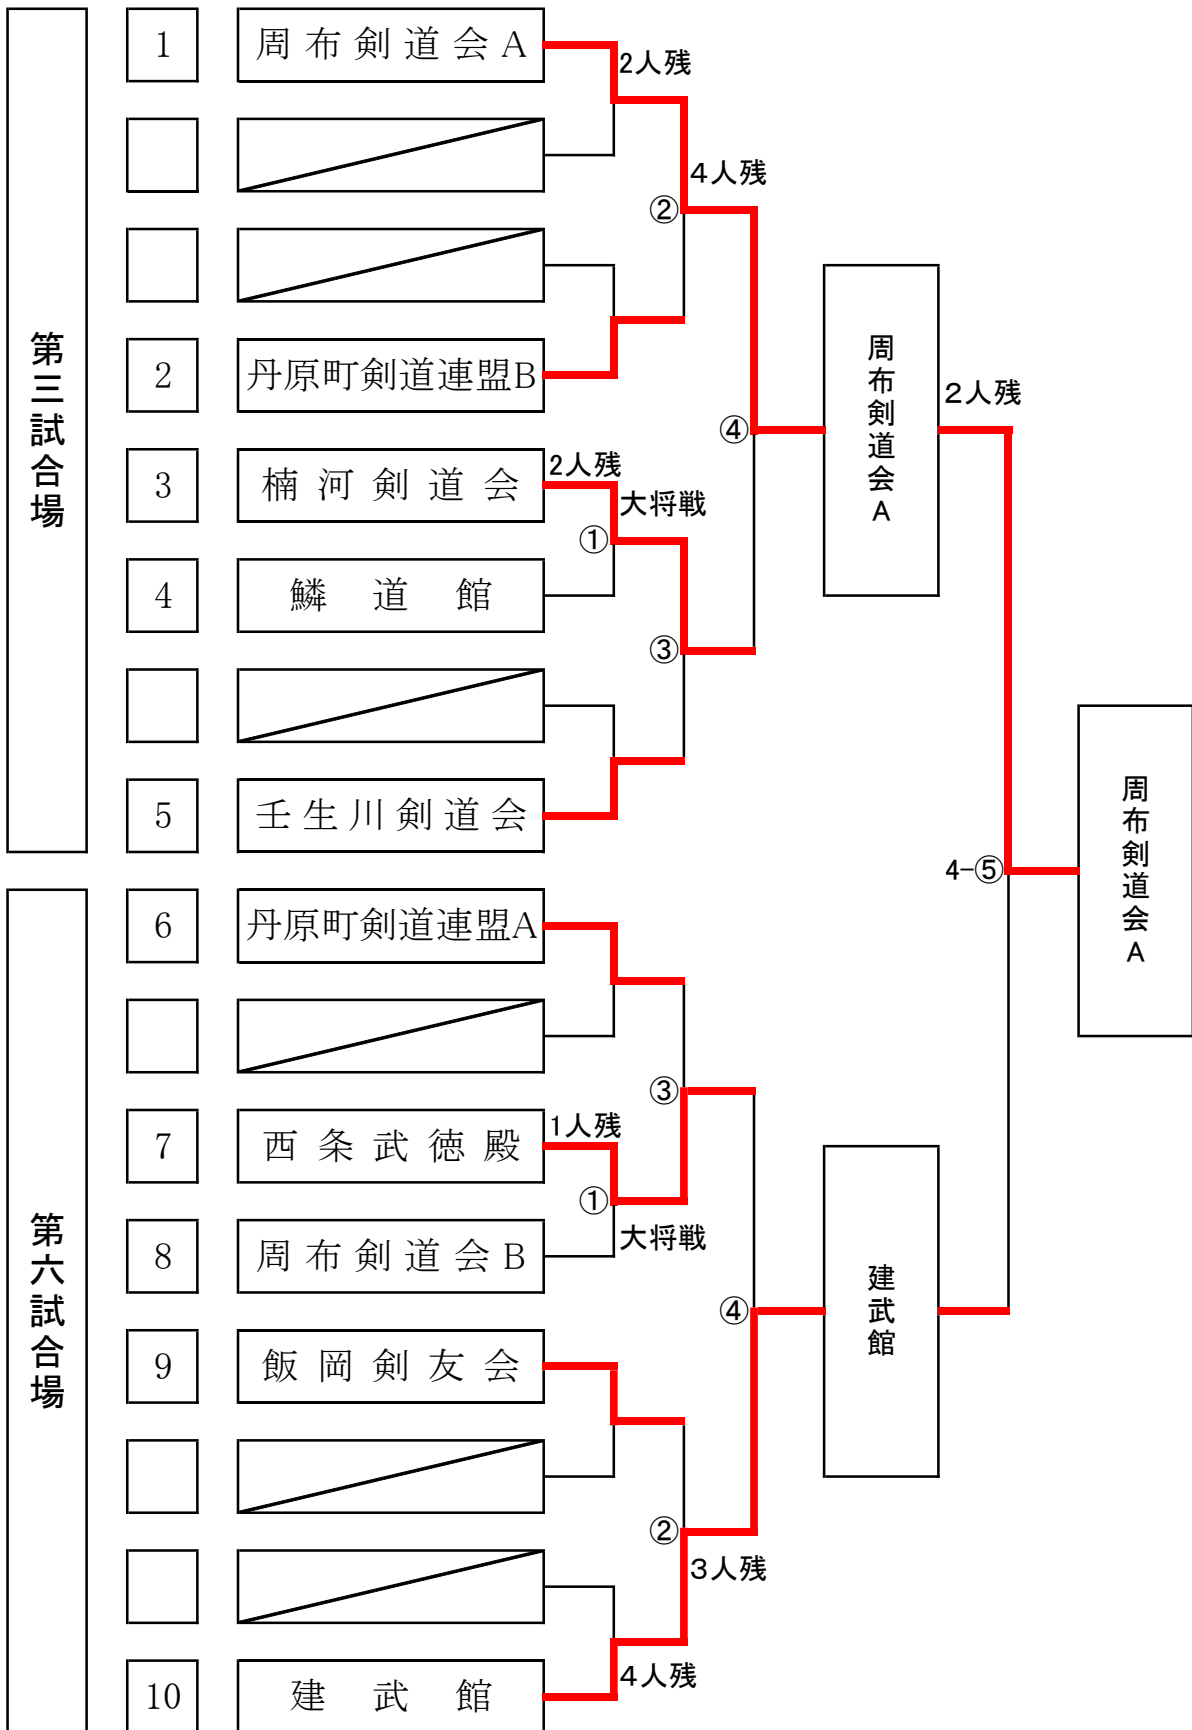 第三試合場
1 周布剣道会A
2人残
4人残
②
2 丹原町剣道連盟B
④
周布剣道会A
2人残
3 楠河剣道会
2人残
大将戦
①
4 鱗道館
③
5 壬生川剣道会
4-⑤
周布剣道会A
第六試合場
6 丹原町剣道連盟A
③
7 西条武徳殿
1人残
①
大将戦
8 周布剣道会B
④
建武館
9 飯岡剣友会
②
3人残
10 建武館
4人残